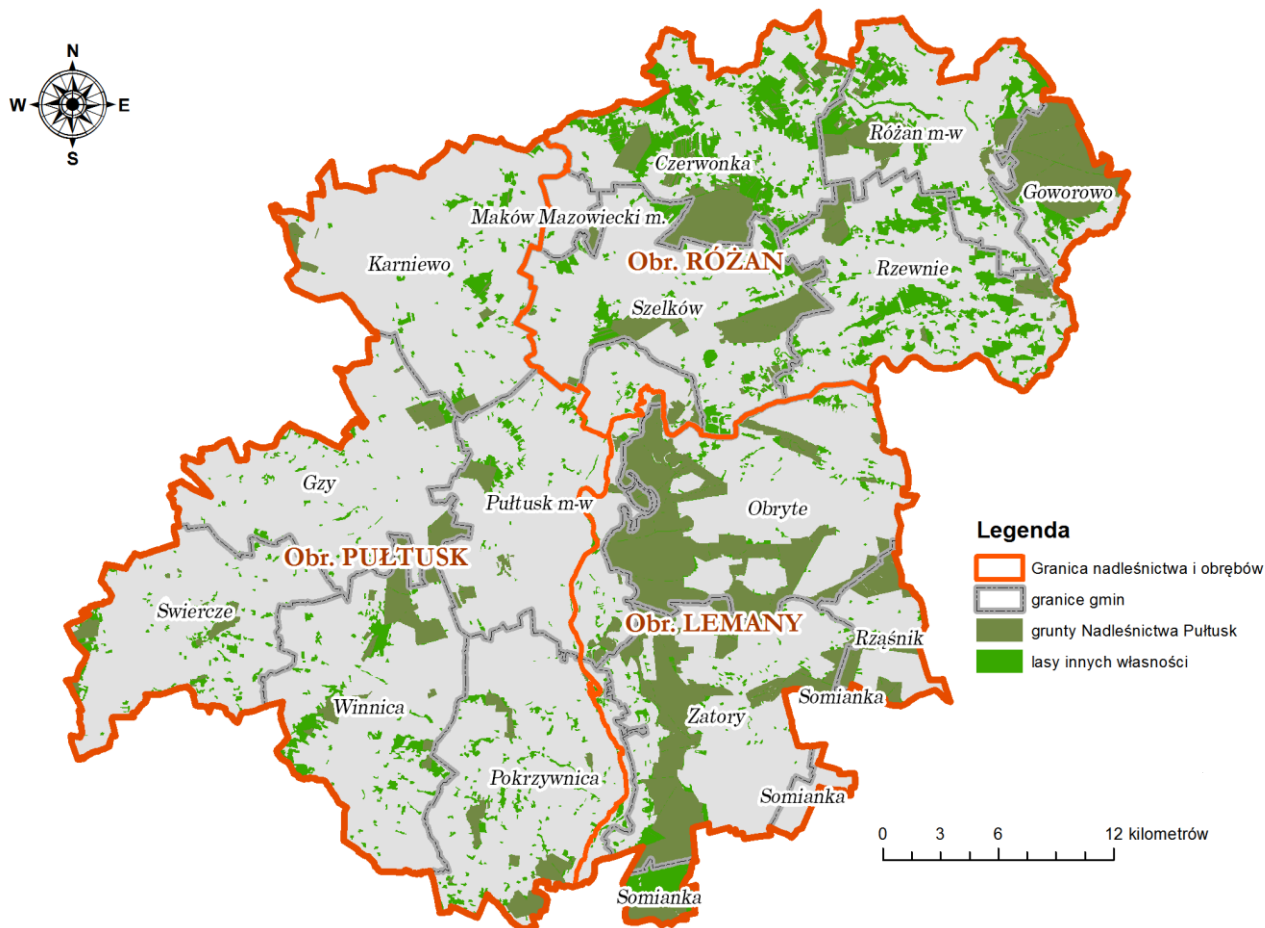 N
W E
S
Różan m-w
Czerwonka
Goworowo
Maków Mazowiecki m.
Karniewo
Obr. RÓŻAN
Rzewnie
Szelków
Gzy
Pułtusk m-w
Obryte
Obr. PUŁTUSK
Świercze
Obr. LEMANY
Rząśnik
Winnica
Zatory
Somianka
Pokrzywnica
Somianka
Somianka
Legenda
Granica nadleśnictwa i obrębów
granice gmin
grunty Nadleśnictwa Pułtusk
lasy innych własności
0 3 6 12 kilometrów